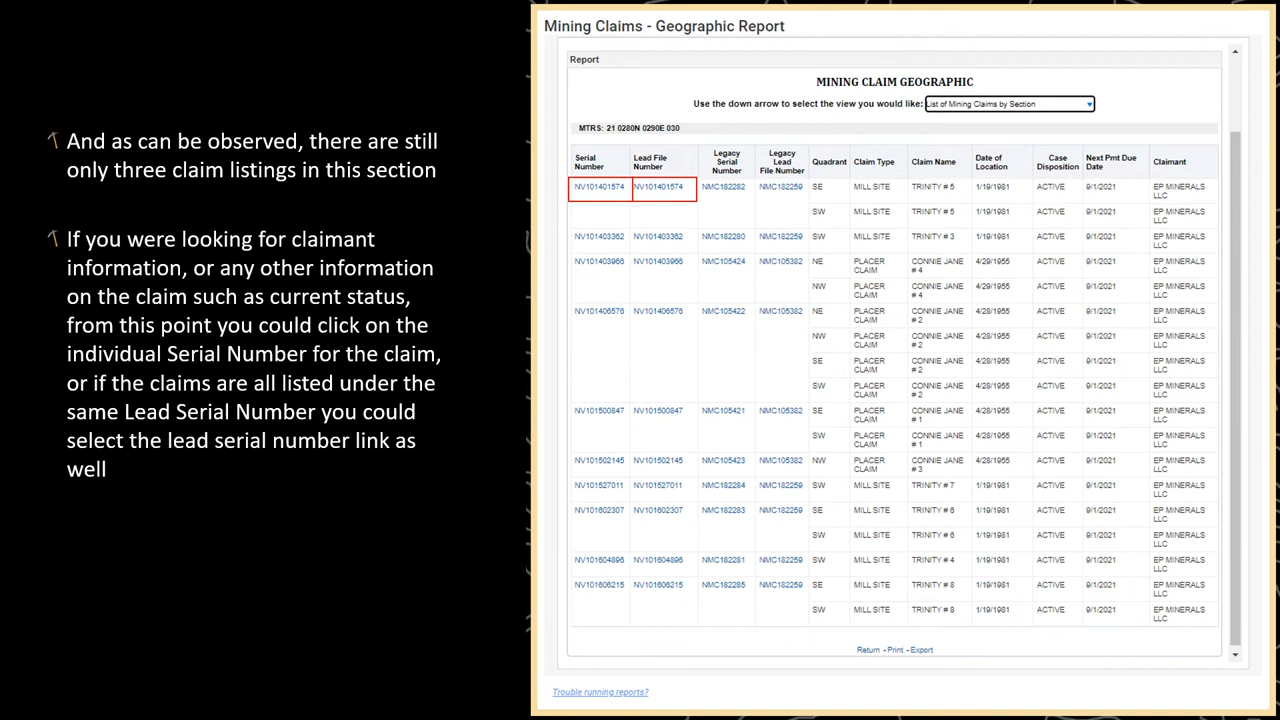 And as can be observed, there are still
only three claim listings in this section
If you were looking for claimant
information, or any other information
on the claim such as current status,
from this point you could click on the
individual Serial Number for the claim,
or if the claims are all listed under the
same Lead Serial Number you could
select the lead serial number link as
well
Mining Claims - Geographic Report
Report
MINING CLAIM GEOGRAPHIC
Use the down arrow to select the view you would like: List of Mining Claims by Section
MTRS: 21 0280N 0290E 030
Serial Number Lead File Number Legacy Serial Number Legacy Lead File Number Quadrant Claim Type Claim Name Date of Location Case Disposition Next Pmt Due Date Claimant
NV101401574 NV101401574 NMC182282 NMC182259 SE MILL SITE TRINITY # 5 1/19/1981 ACTIVE 9/1/2021 EP MINERALS LLC
SW MILL SITE TRINITY # 5 1/19/1981 ACTIVE 9/1/2021 EP MINERALS LLC
NV101403362 NV101403362 NMC182280 NMC182259 SW MILL SITE TRINITY # 3 1/19/1981 ACTIVE 9/1/2021 EP MINERALS LLC
NV101403966 NV101403966 NMC105424 NMC105382 NE PLACER CLAIM CONNIE JANE # 4 4/29/1955 ACTIVE 9/1/2021 EP MINERALS LLC
NW PLACER CLAIM CONNIE JANE # 4 4/29/1955 ACTIVE 9/1/2021 EP MINERALS LLC
NV101406576 NV101406576 NMC105422 NMC105382 NE PLACER CLAIM CONNIE JANE # 2 4/28/1955 ACTIVE 9/1/2021 EP MINERALS LLC
NW PLACER CLAIM CONNIE JANE # 2 4/28/1955 ACTIVE 9/1/2021 EP MINERALS LLC
SE PLACER CLAIM CONNIE JANE # 2 4/28/1955 ACTIVE 9/1/2021 EP MINERALS LLC
SW PLACER CLAIM CONNIE JANE # 2 4/28/1955 ACTIVE 9/1/2021 EP MINERALS LLC
NV101500847 NV101500847 NMC105421 NMC105382 SE PLACER CLAIM CONNIE JANE # 1 4/28/1955 ACTIVE 9/1/2021 EP MINERALS LLC
SW PLACER CLAIM CONNIE JANE # 1 4/28/1955 ACTIVE 9/1/2021 EP MINERALS LLC
NV101502145 NV101502145 NMC105423 NMC105382 NW PLACER CLAIM CONNIE JANE # 3 4/28/1955 ACTIVE 9/1/2021 EP MINERALS LLC
NV101527011 NV101527011 NMC182284 NMC182259 SW MILL SITE TRINITY # 7 1/19/1981 ACTIVE 9/1/2021 EP MINERALS LLC
NV101602307 NV101602307 NMC182283 NMC182259 SE MILL SITE TRINITY # 6 1/19/1981 ACTIVE 9/1/2021 EP MINERALS LLC
SW MILL SITE TRINITY # 6 1/19/1981 ACTIVE 9/1/2021 EP MINERALS LLC
NV101604896 NV101604896 NMC182281 NMC182259 SW MILL SITE TRINITY # 4 1/19/1981 ACTIVE 9/1/2021 EP MINERALS LLC
NV101606215 NV101606215 NMC182285 NMC182259 SE MILL SITE TRINITY # 8 1/19/1981 ACTIVE 9/1/2021 EP MINERALS LLC
SW MILL SITE TRINITY # 8 1/19/1981 ACTIVE 9/1/2021 EP MINERALS LLC
Return - Print - Export
Trouble running reports?